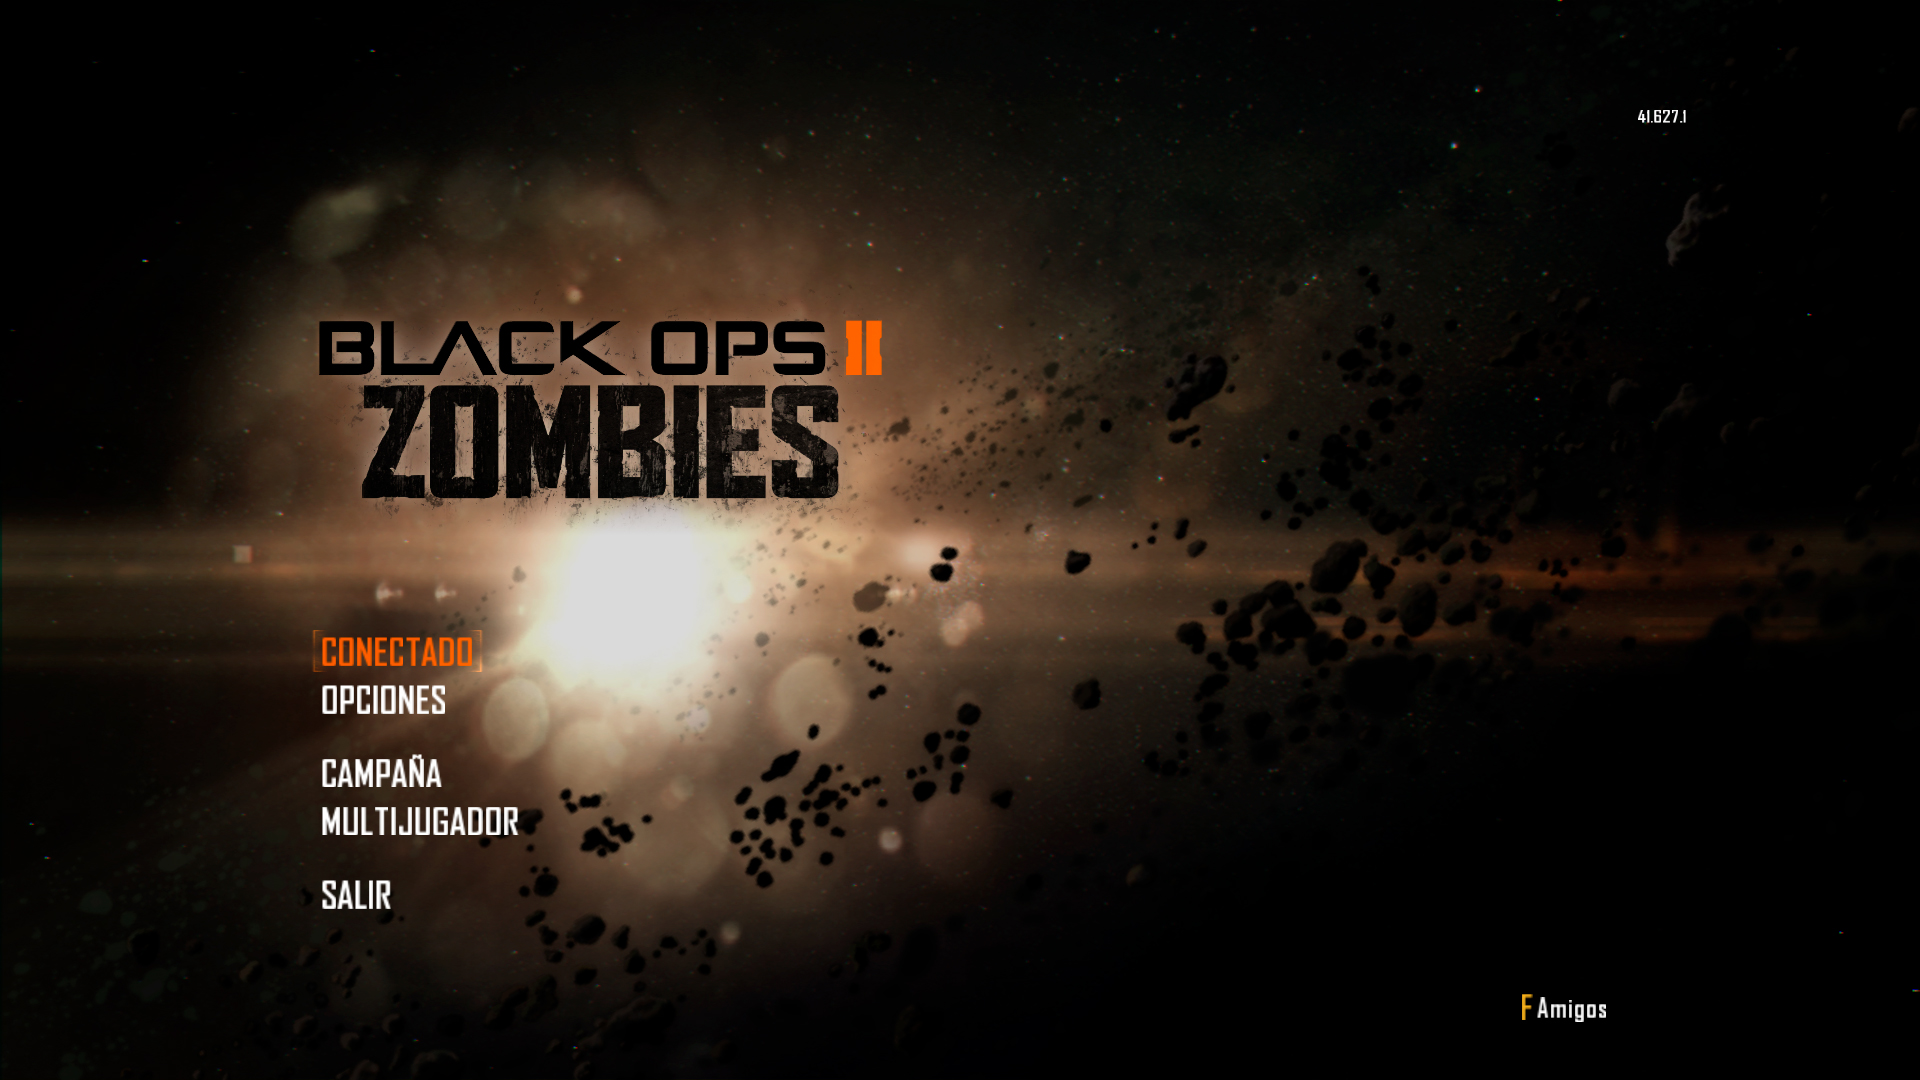 41.627.1
BLACK OPS II
ZOMBIES
CONECTADO
OPCIONES
CAMPAÑA
MULTIJUGADOR
SALIR
F Amigos